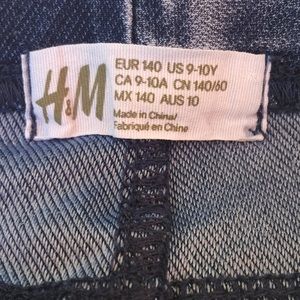 H&M
EUR 140 US 9-10Y
CA 9-10A CN 140/60
MX 140 AUS 10
Made in China/
Fabriqué en Chine